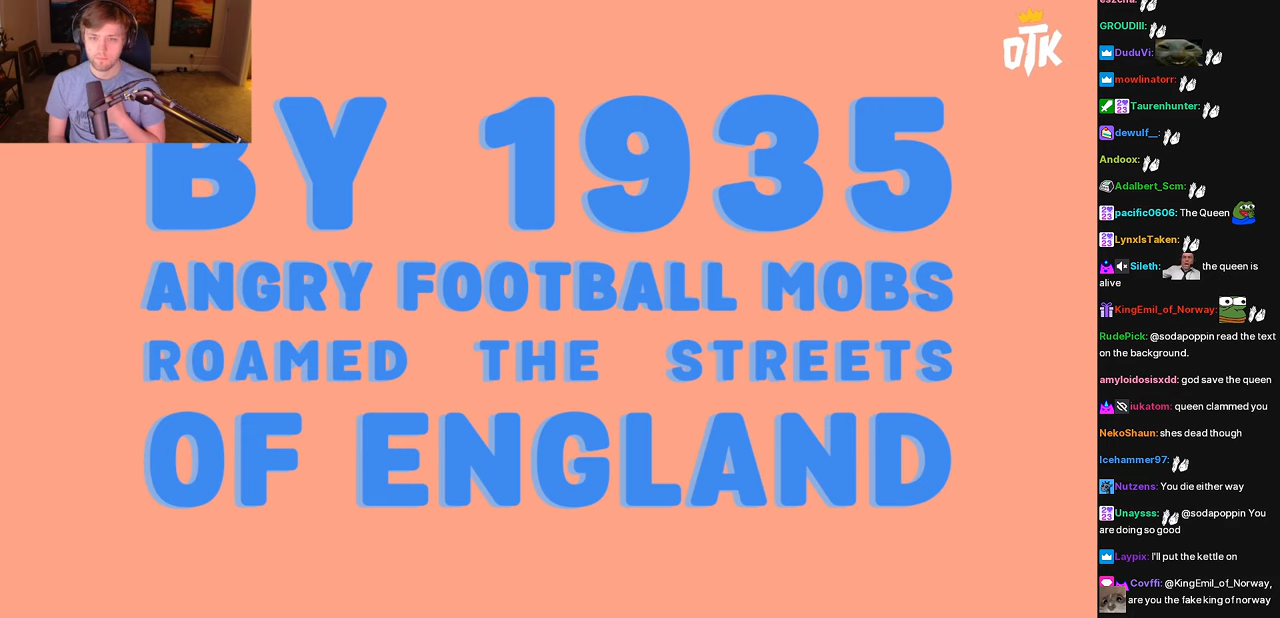 OTK
BY 1935
ANGRY FOOTBALL MOBS
ROAMED THE STREETS
OF ENGLAND
GROUDIII:
DuduVi:
mowlinatorr:
Taurenhunter:
dewulf__:
Andoox:
Adalbert_Scm:
pacific0606: The Queen
LynxIsTaken:
Sileth: the queen is
alive
KingEmil_of_Norway:
RudePick: @sodapoppin read the text
on the background.
amyloidosisxdd: god save the queen
iukatom: queen clammed you
NekoShaun: shes dead though
Icehammer97:
Nutzens: You die either way
Unaysss: @sodapoppin You
are doing so good
Laypix: I'll put the kettle on
Covffi: @KingEmil_of_Norway,
are you the fake king of norway